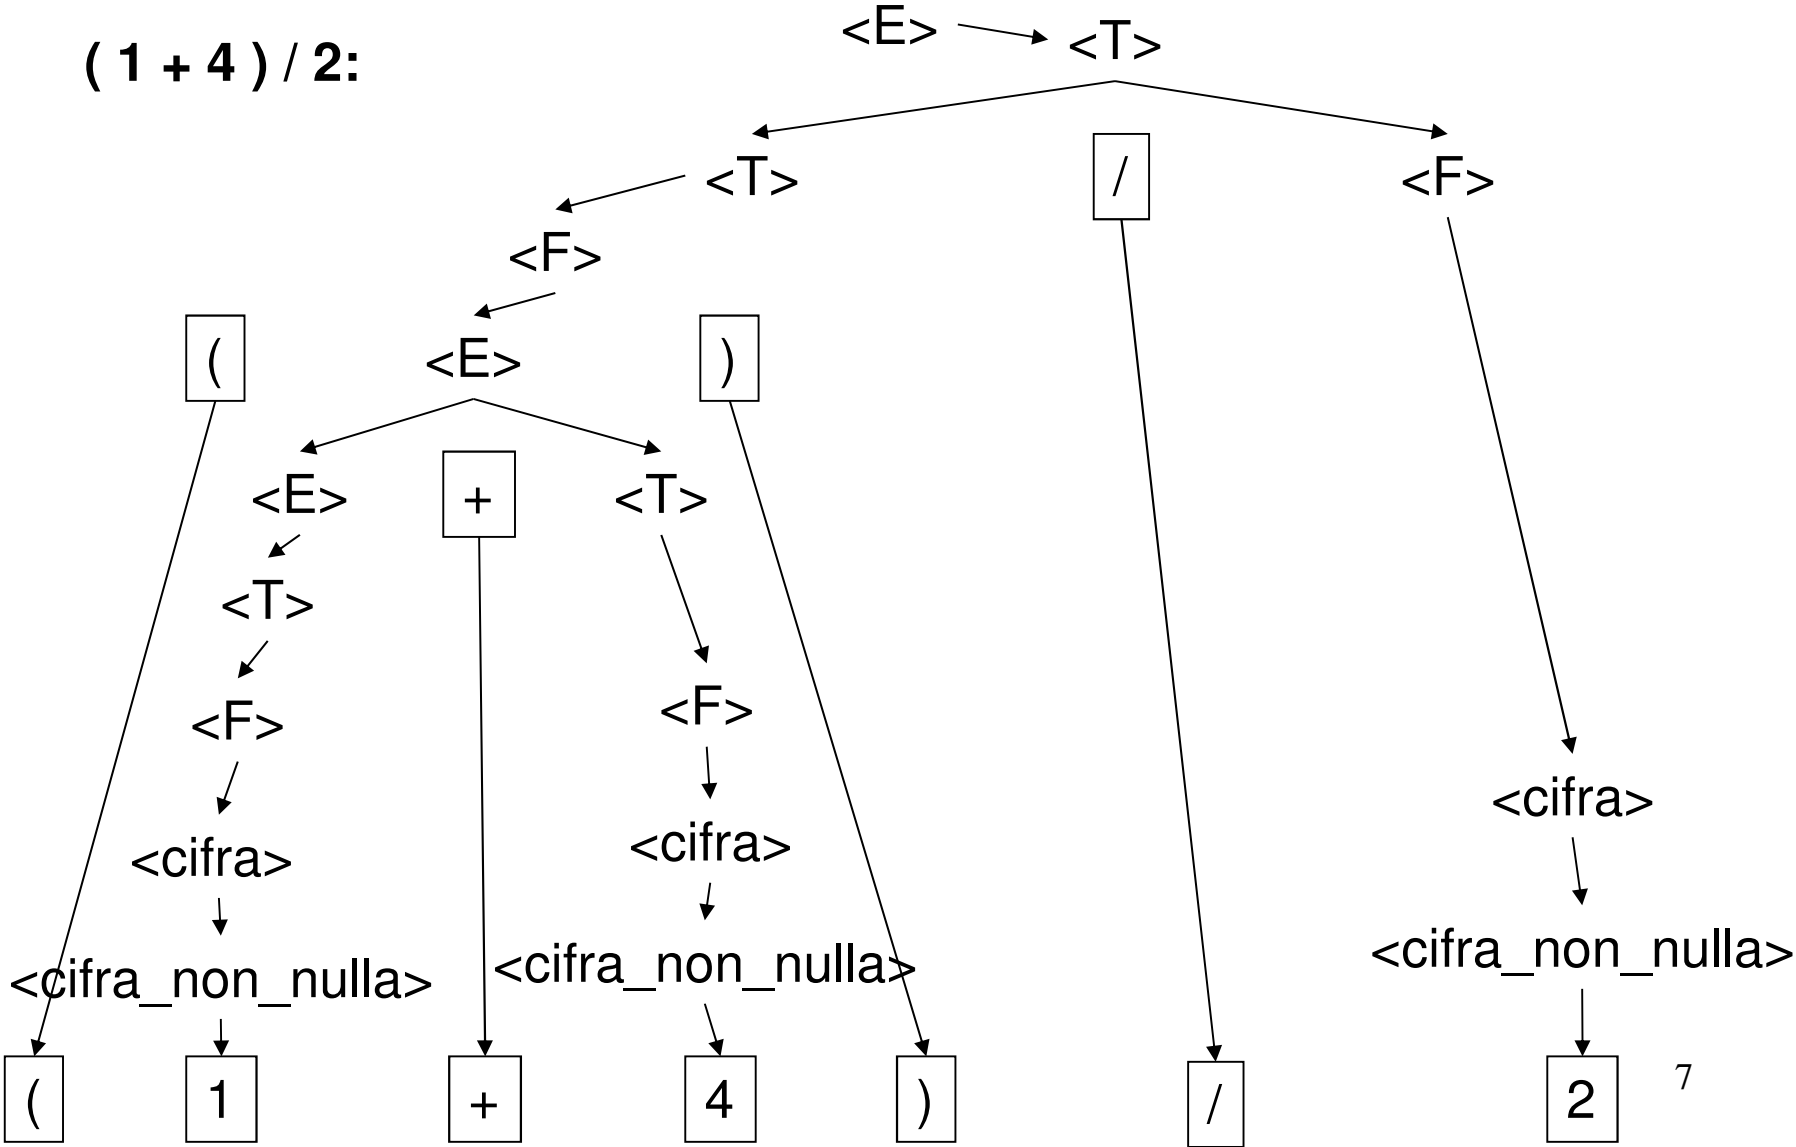 ( 1 + 4 ) / 2:
<E> <T>
<T> / <F>
<F>
( <E> )
<E> + <T>
<T>
<F> <F>
<cifra>
<cifra> <cifra>
<cifra_non_nulla> <cifra_non_nulla> <cifra_non_nulla>
( 1 + 4 ) / 2
7